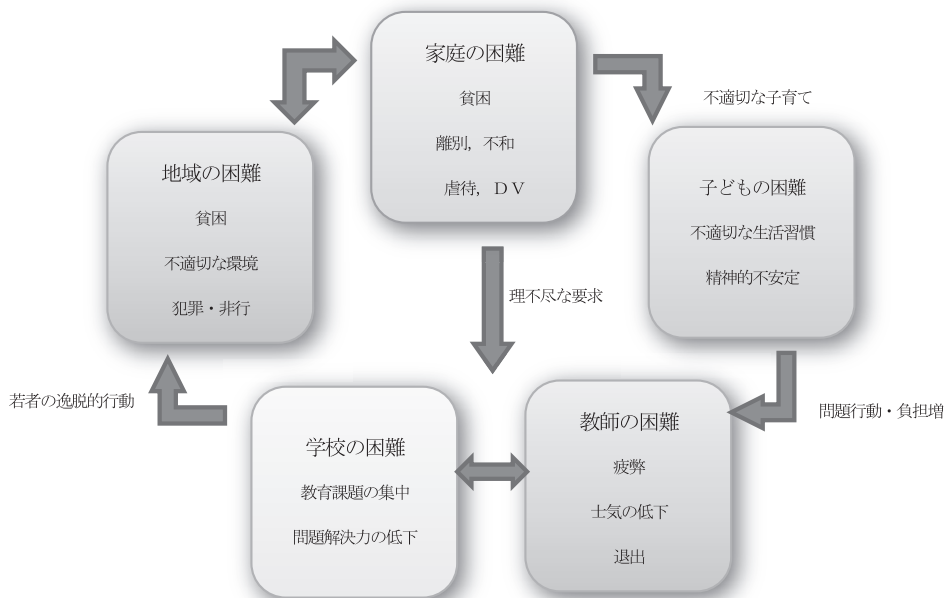 家庭の困難
貧困
離別，不和
虐待，ＤＶ
不適切な子育て
子どもの困難
不適切な生活習慣
精神的不安定
地域の困難
貧困
不適切な環境
犯罪・非行
理不尽な要求
若者の逸脱的行動
問題行動・負担増
学校の困難
教育課題の集中
問題解決力の低下
教師の困難
疲弊
士気の低下
退出